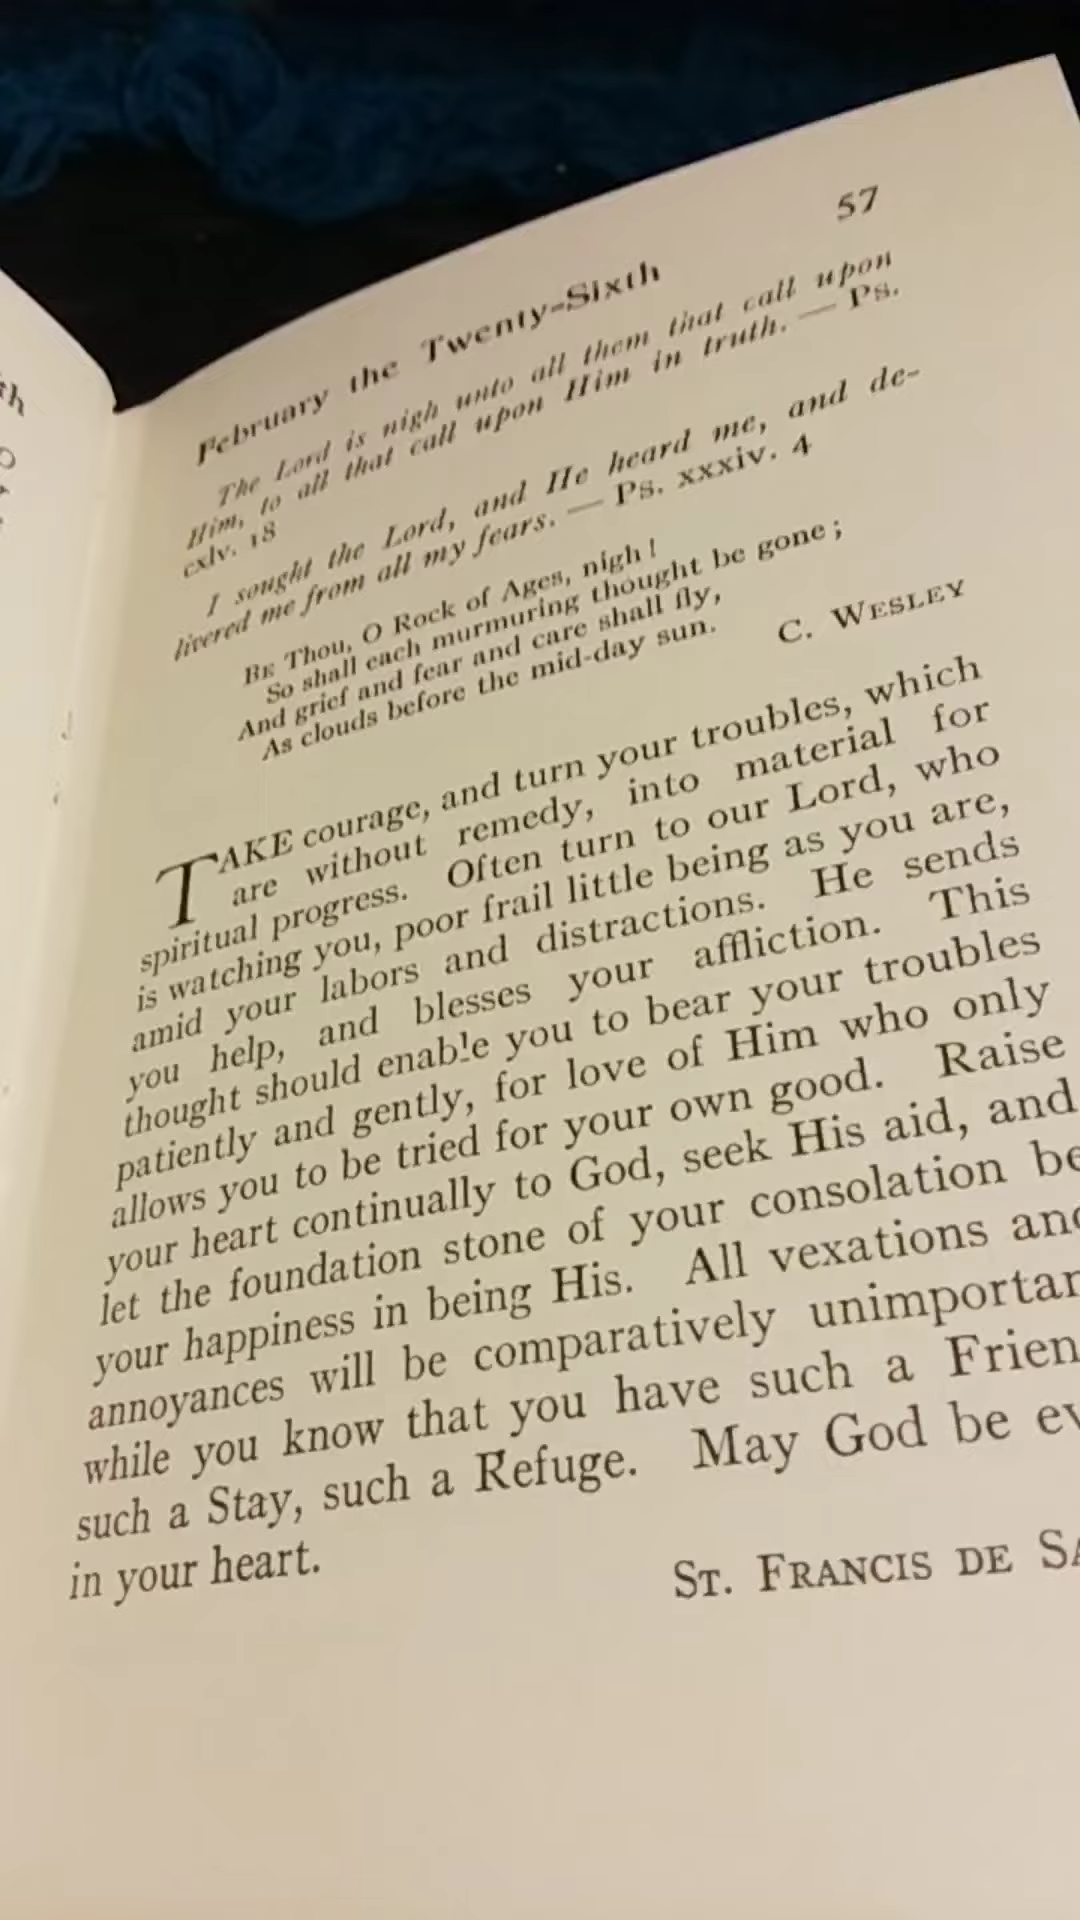 57
February the Twenty-Sixth
The Lord is nigh unto all them that call upon
Him, to all that call upon Him in truth. — Ps.
cxlv. 18
I sought the Lord, and He heard me, and de-
livered me from all my fears. — Ps. xxxiv. 4
BE Thou, O Rock of Ages, nigh!
So shall each murmuring thought be gone;
And grief and fear and care shall fly,
As clouds before the mid-day sun.
C. WESLEY
TAKE courage, and turn your troubles, which
are without remedy, into material for
spiritual progress. Often turn to our Lord, who
is watching you, poor frail little being as you are,
amid your labors and distractions. He sends
you help, and blesses your affliction. This
thought should enable you to bear your troubles
patiently and gently, for love of Him who only
allows you to be tried for your own good. Raise
your heart continually to God, seek His aid, and
let the foundation stone of your consolation be
your happiness in being His. All vexations and
annoyances will be comparatively
while you know that you have such a
such a Stay, such a Refuge. May God be
in your heart.
ST. FRANCIS DE